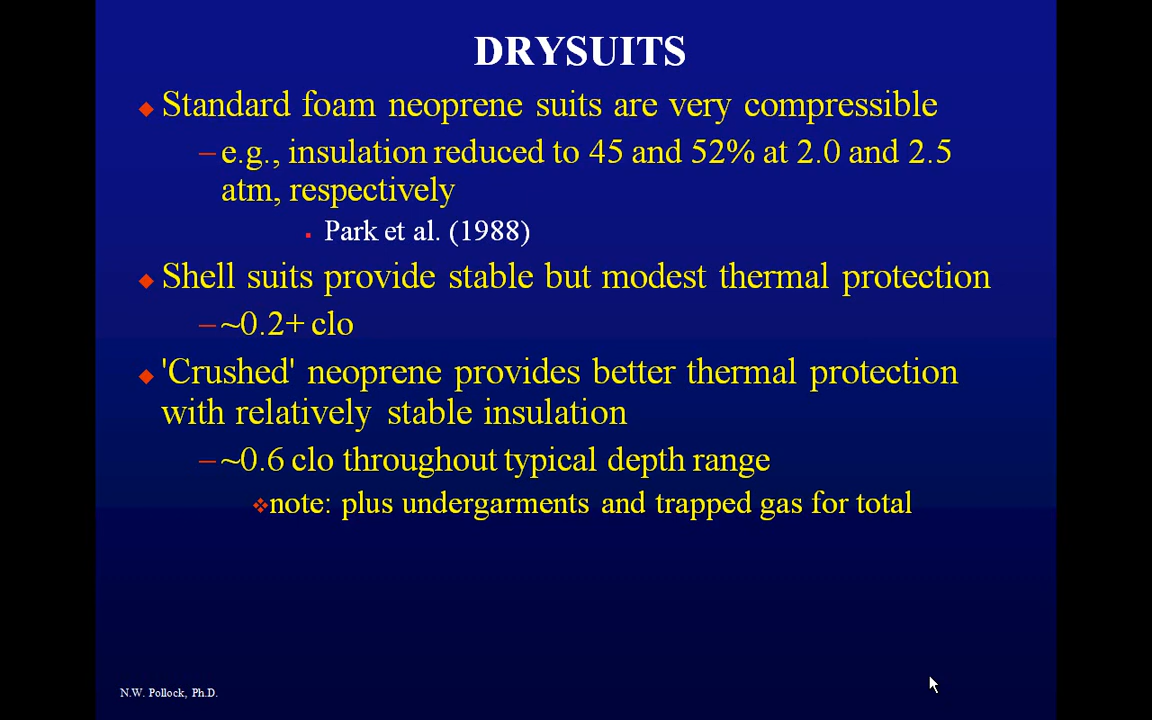 DRYSUITS
Standard foam neoprene suits are very compressible
–e.g., insulation reduced to 45 and 52% at 2.0 and 2.5
atm, respectively
Park et al. (1988)
Shell suits provide stable but modest thermal protection
–~0.2+ clo
'Crushed' neoprene provides better thermal protection
with relatively stable insulation
–~0.6 clo throughout typical depth range
note: plus undergarments and trapped gas for total
N.W. Pollock, Ph.D.